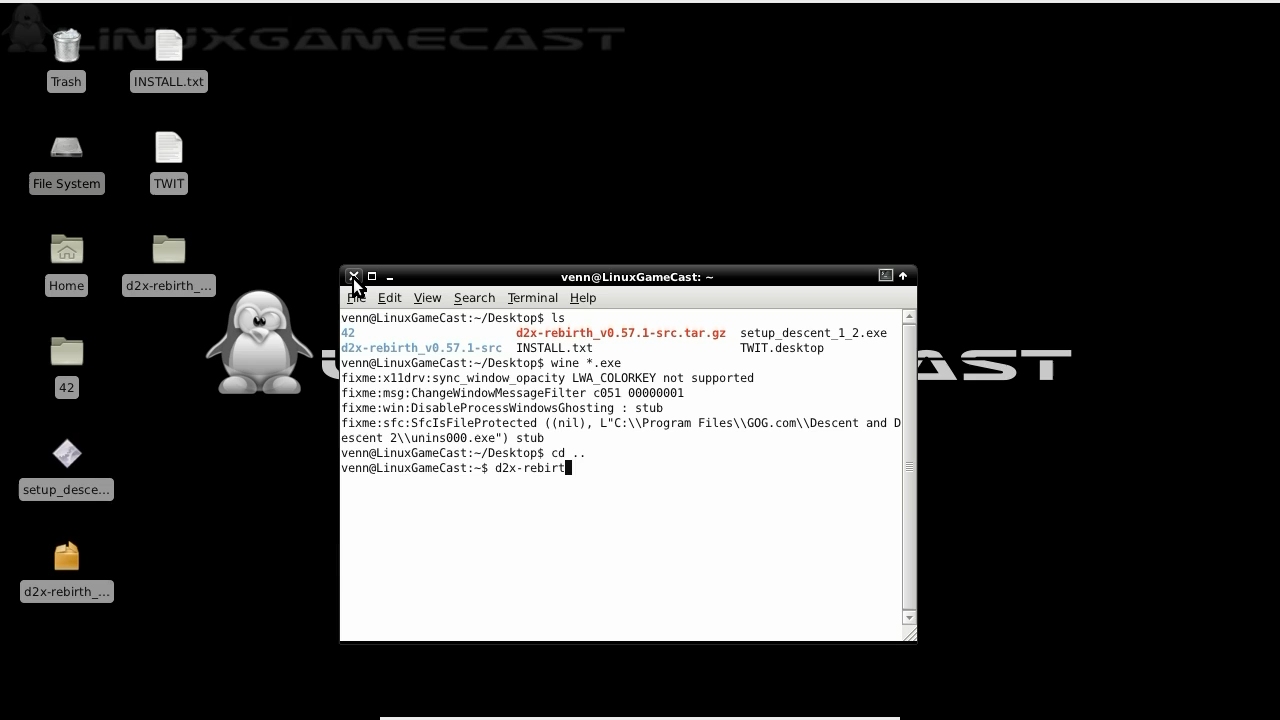 LINUXGAMECAST
Trash
INSTALL.txt
File System
TWIT
Home
d2x-rebirth_...
42
setup_desce...
d2x-rebirth_...
AST
venn@LinuxGameCast: ~
File Edit View Search Terminal Help
venn@LinuxGameCast:~/Desktop$ ls
42 d2x-rebirth_v0.57.1-src.tar.gz setup_descent_1_2.exe
d2x-rebirth_v0.57.1-src INSTALL.txt TWIT.desktop
venn@LinuxGameCast:~/Desktop$ wine *.exe
fixme:x11drv:sync_window_opacity LWA_COLORKEY not supported
fixme:msg:ChangeWindowMessageFilter c051 00000001
fixme:win:DisableProcessWindowsGhosting : stub
fixme:sfc:SfcIsFileProtected ((nil), L"C:\\Program Files\\GOG.com\\Descent and D
escent 2\\unins000.exe") stub
venn@LinuxGameCast:~/Desktop$ cd ..
venn@LinuxGameCast:~$ d2x-rebirt